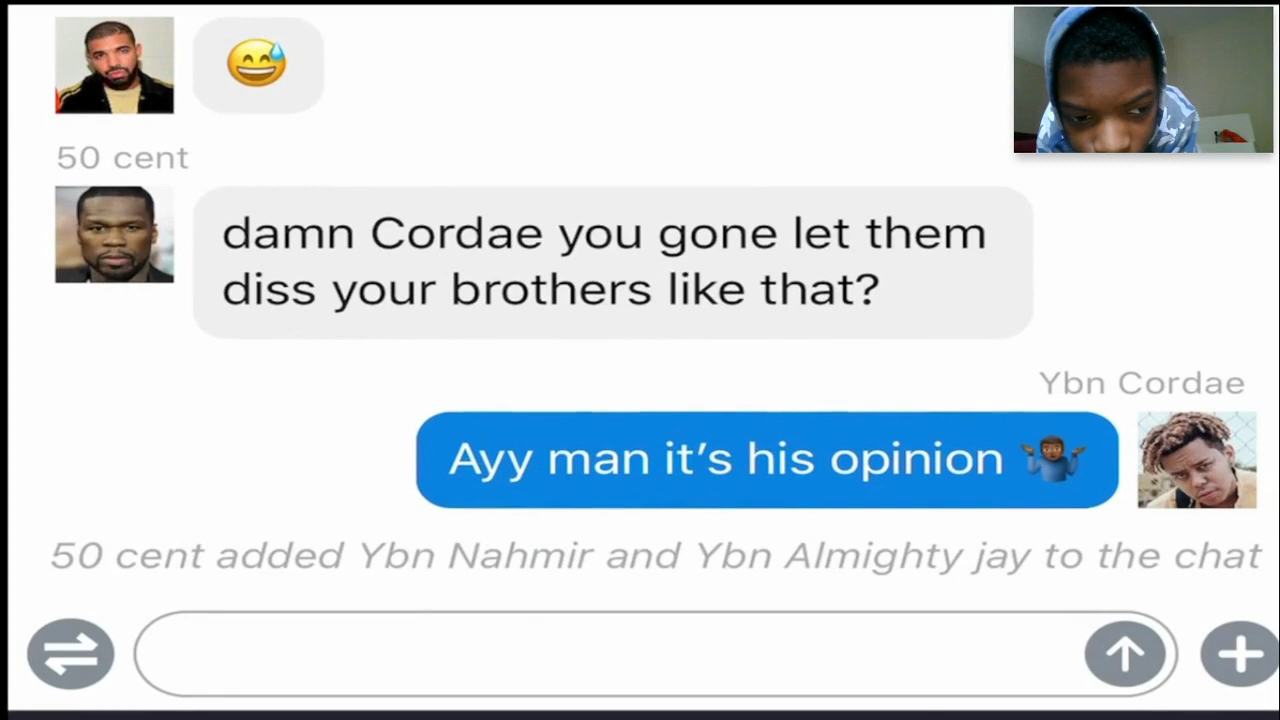 50 cent
damn Cordae you gone let them
diss your brothers like that?
Ybn Cordae
Ayy man it's his opinion 🤷🏾‍♂️
50 cent added Ybn Nahmir and Ybn Almighty jay to the chat